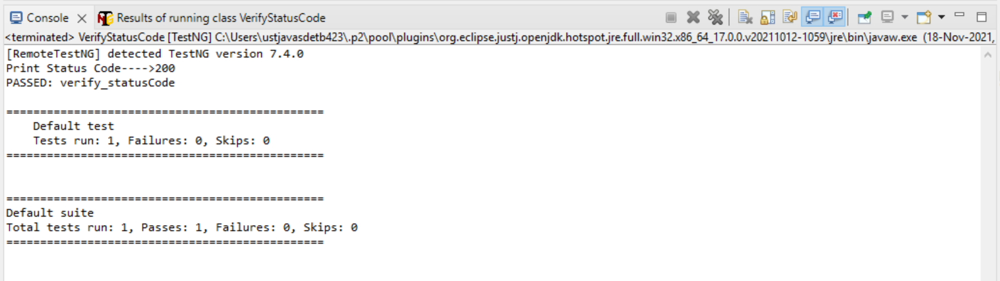 Console Results of running class VerifyStatusCode
<terminated> VerifyStatusCode [TestNG] C:\Users\ustjavasdetb423\.p2\pool\plugins\org.eclipse.justj.openjdk.hotspot.jre.full.win32.x86_64_17.0.0.v20211012-1059\jre\bin\javaw.exe (18-Nov-2021,
[RemoteTestNG] detected TestNG version 7.4.0
Print Status Code---->200
PASSED: verify_statusCode
===============================================
    Default test
    Tests run: 1, Failures: 0, Skips: 0
===============================================
===============================================
Default suite
Total tests run: 1, Passes: 1, Failures: 0, Skips: 0
===============================================